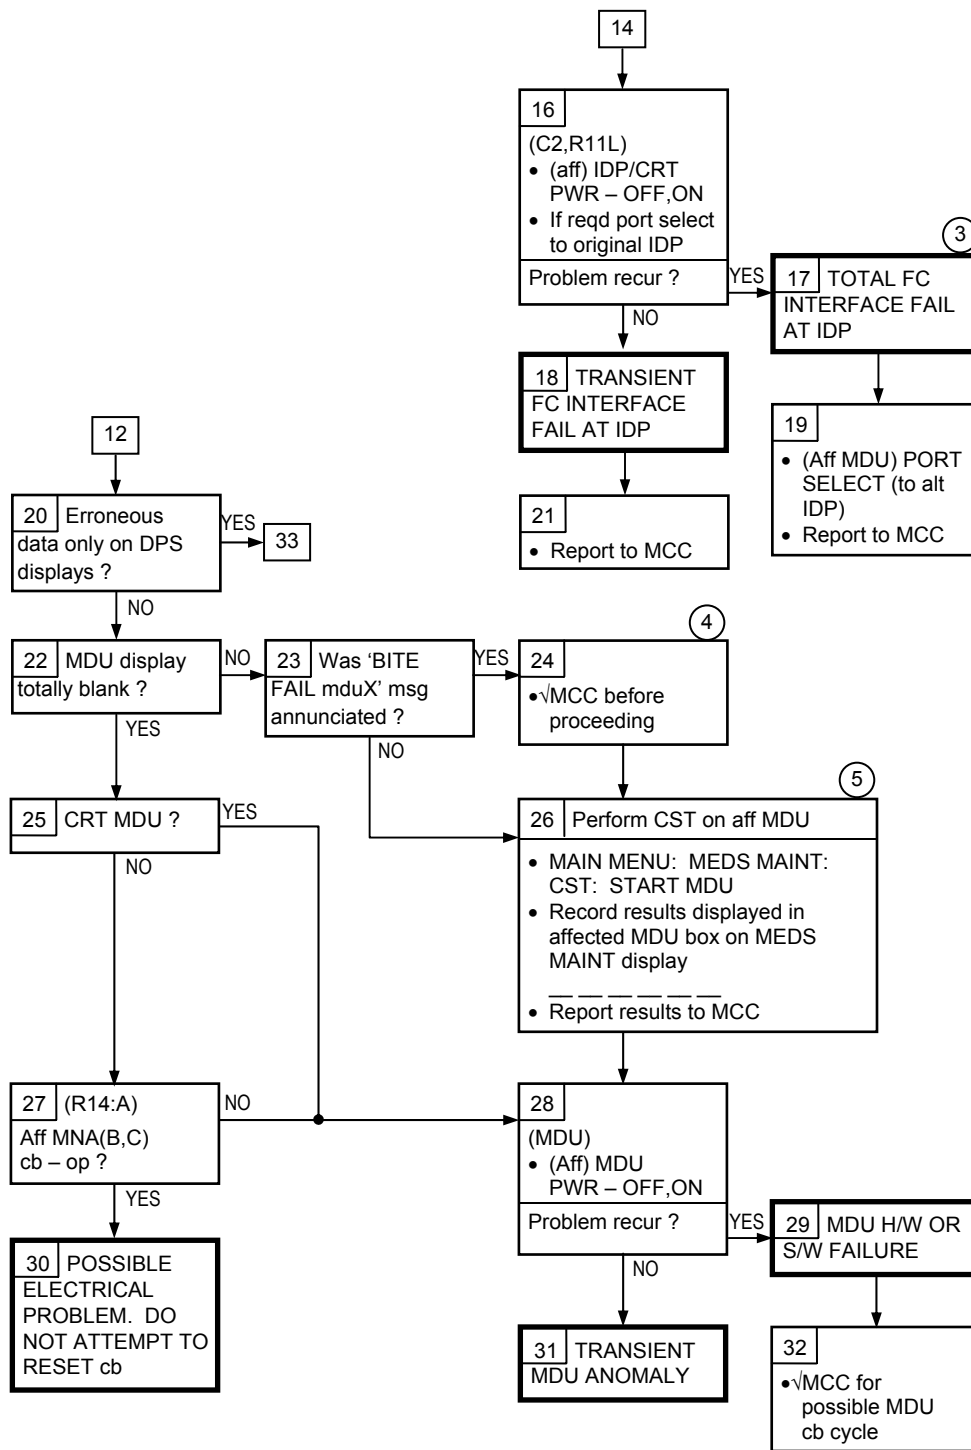 14
16
(C2,R11L)
• (aff) IDP/CRT
PWR – OFF,ON
• If reqd port select
to original IDP
Problem recur ?
YES
NO
3
17 TOTAL FC
INTERFACE FAIL
AT IDP
18 TRANSIENT
FC INTERFACE
FAIL AT IDP
19
• (Aff MDU) PORT
SELECT (to alt
IDP)
• Report to MCC
21
• Report to MCC
12
20 Erroneous
data only on DPS
displays ?
YES
33
NO
22 MDU display
totally blank ?
NO
YES
23 Was ‘BITE
FAIL mduX’ msg
annunciated ?
YES
NO
4
24
•√MCC before
proceeding
25 CRT MDU ?
YES
NO
5
26 Perform CST on aff MDU
• MAIN MENU: MEDS MAINT:
CST: START MDU
• Record results displayed in
affected MDU box on MEDS
MAINT display
__ __ __ __ __ __
• Report results to MCC
27 (R14:A)
Aff MNA(B,C)
cb – op ?
NO
YES
28
(MDU)
• (Aff) MDU
PWR – OFF,ON
Problem recur ?
YES
NO
29 MDU H/W OR
S/W FAILURE
30 POSSIBLE
ELECTRICAL
PROBLEM. DO
NOT ATTEMPT TO
RESET cb
31 TRANSIENT
MDU ANOMALY
32
•√MCC for
possible MDU
cb cycle